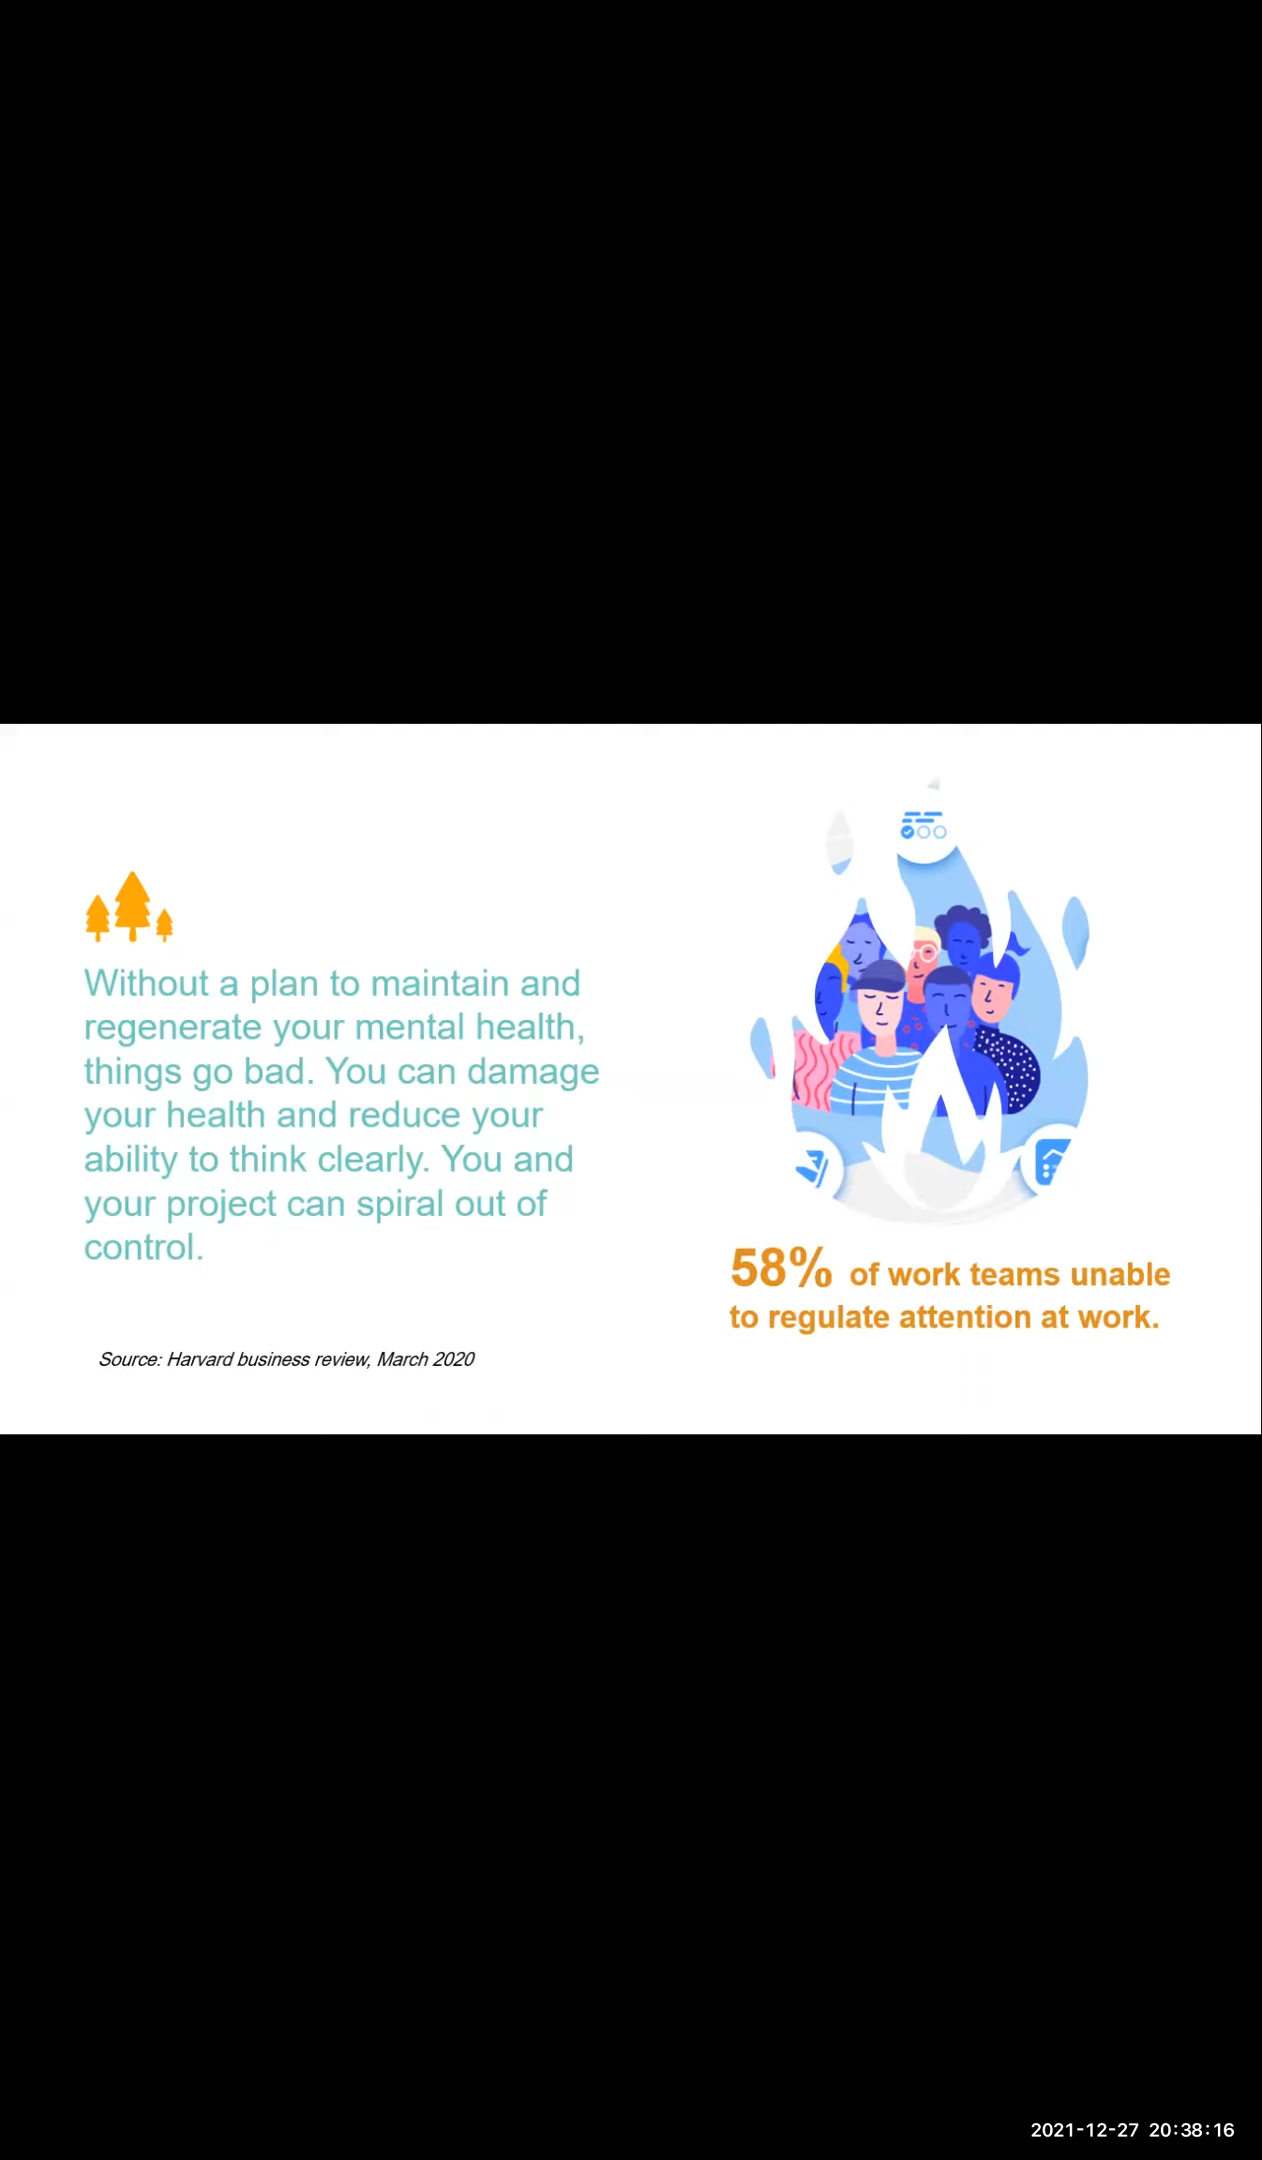 Without a plan to maintain and
regenerate your mental health,
things go bad. You can damage
your health and reduce your
ability to think clearly. You and
your project can spiral out of
control.
Source: Harvard business review, March 2020
58% of work teams unable
to regulate attention at work.
2021-12-27 20:38:16